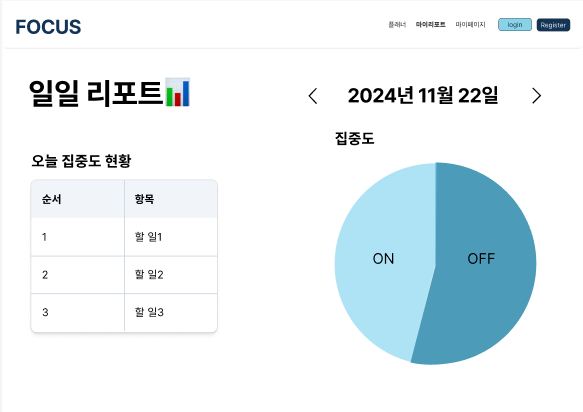 FOCUS
플래너 마이리포트 마이페이지 login Register
일일 리포트
2024년 11월 22일
집중도
오늘 집중도 현황
순서 항목
1 할 일1
2 할 일2
3 할 일3
ON OFF